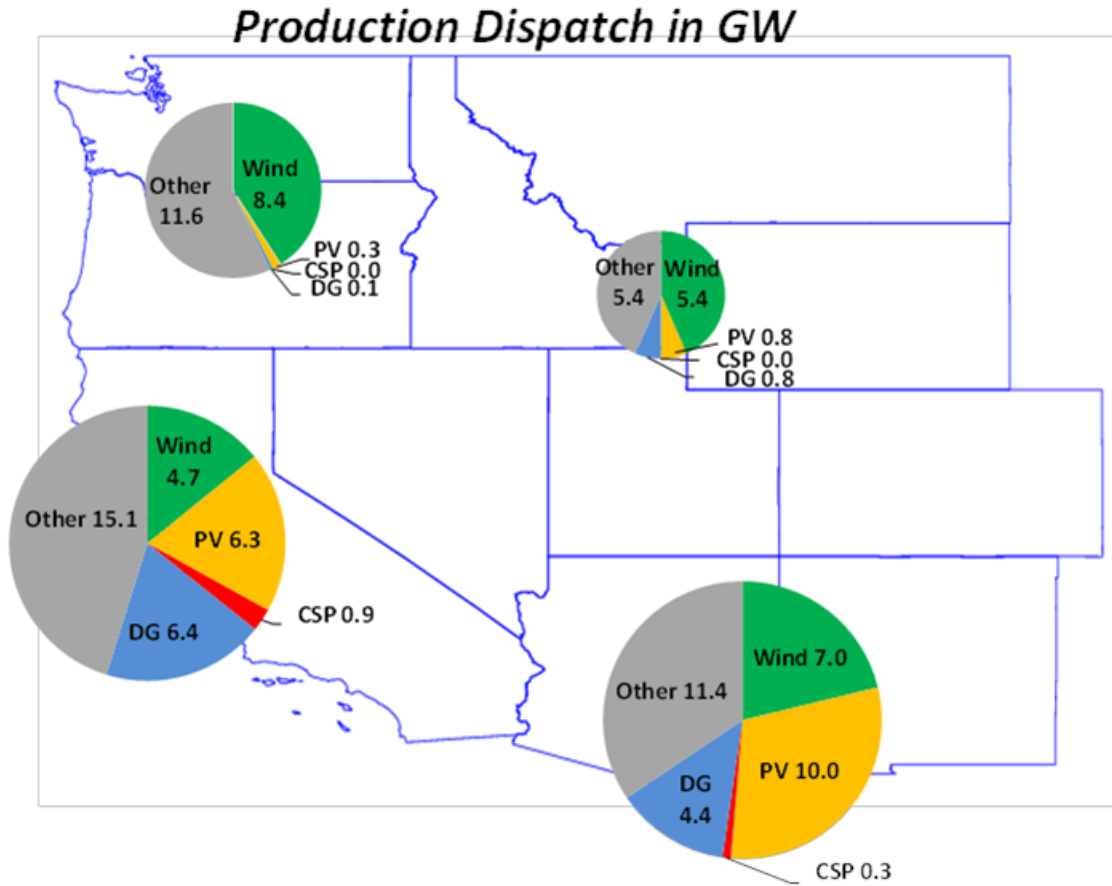 Production Dispatch in GW
Wind
8.4
Other
11.6
PV 0.3
CSP 0.0
DG 0.1
Other
5.4
Wind
5.4
PV 0.8
CSP 0.0
DG 0.8
Wind
4.7
Other 15.1
PV 6.3
CSP 0.9
DG 6.4
Wind 7.0
Other 11.4
PV 10.0
DG
4.4
CSP 0.3